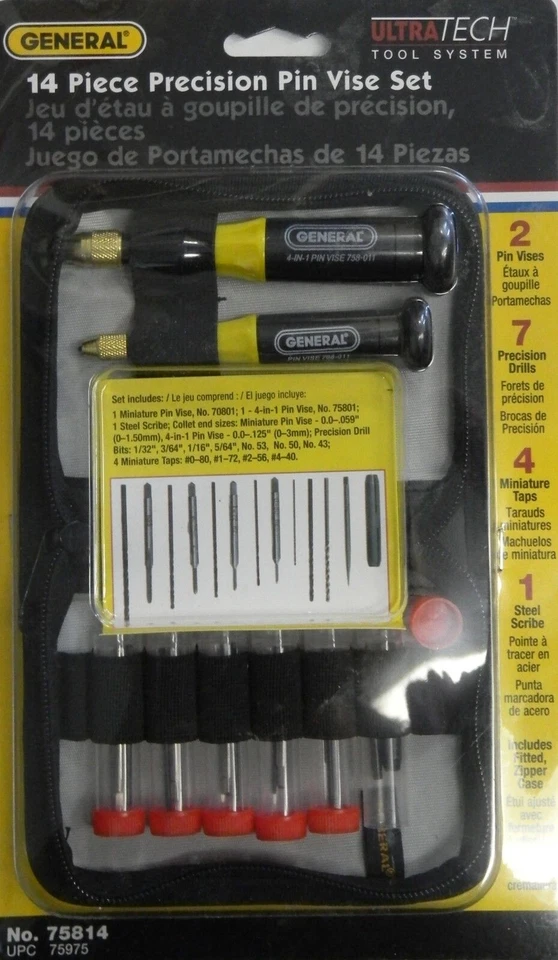 GENERAL®
ULTRATECH
TOOL SYSTEM
14 Piece Precision Pin Vise Set
Jeu d'étau à goupille de précision,
14 pièces
Juego de Portamechas de 14 Piezas
GENERAL®
4-IN-1 PIN VISE 758-011
GENERAL®
PIN VISE
2
Pin Vises
Étaux à
goupille
Portamechas
7
Precision
Drills
Forets de
précision
Brocas de
Precisión
4
Miniature
Taps
Tarauds
miniatures
Machuelos
de miniatura
1
Steel
Scribe
Pointe à
tracer en
acier
Punta
marcadora
de acero
Includes
Fitted,
Zipper
Case
Étui ajusté
avec
fermeture
Set includes: / Le jeu comprend : / El juego incluye:
1 Miniature Pin Vise, No. 70801; 1 - 4-in-1 Pin Vise, No. 75801;
1 Steel Scribe; Collet end sizes: Miniature Pin Vise - 0.0–.059"
(0–1.50mm), 4-in-1 Pin Vise - 0.0–.125" (0–3mm); Precision Drill
Bits: 1/32", 3/64", 1/16", 5/64", No. 53, No. 50, No. 43;
4 Miniature Taps: #0–80, #1–72, #2–56, #4–40.
No. 75814
UPC 75975